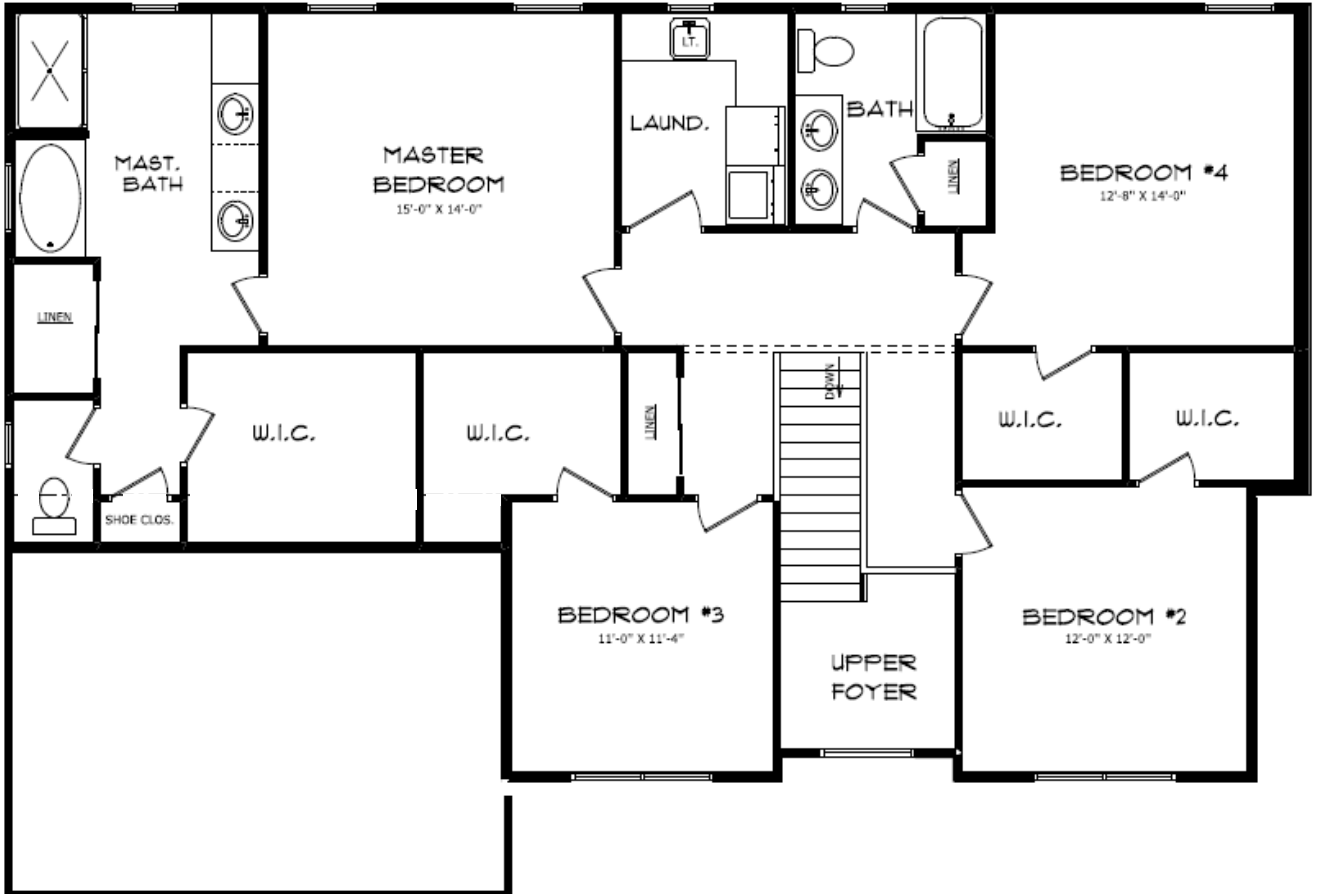 LT.
LAUND.
BATH
LINEN
MAST.
BATH
MASTER
BEDROOM
15'-0" X 14'-0"
BEDROOM #4
12'-8" X 14'-0"
LINEN
W.I.C.
W.I.C.
LINEN
DOWN
W.I.C.
W.I.C.
SHOE CLOS.
BEDROOM #3
11'-0" X 11'-4"
UPPER
FOYER
BEDROOM #2
12'-0" X 12'-0"